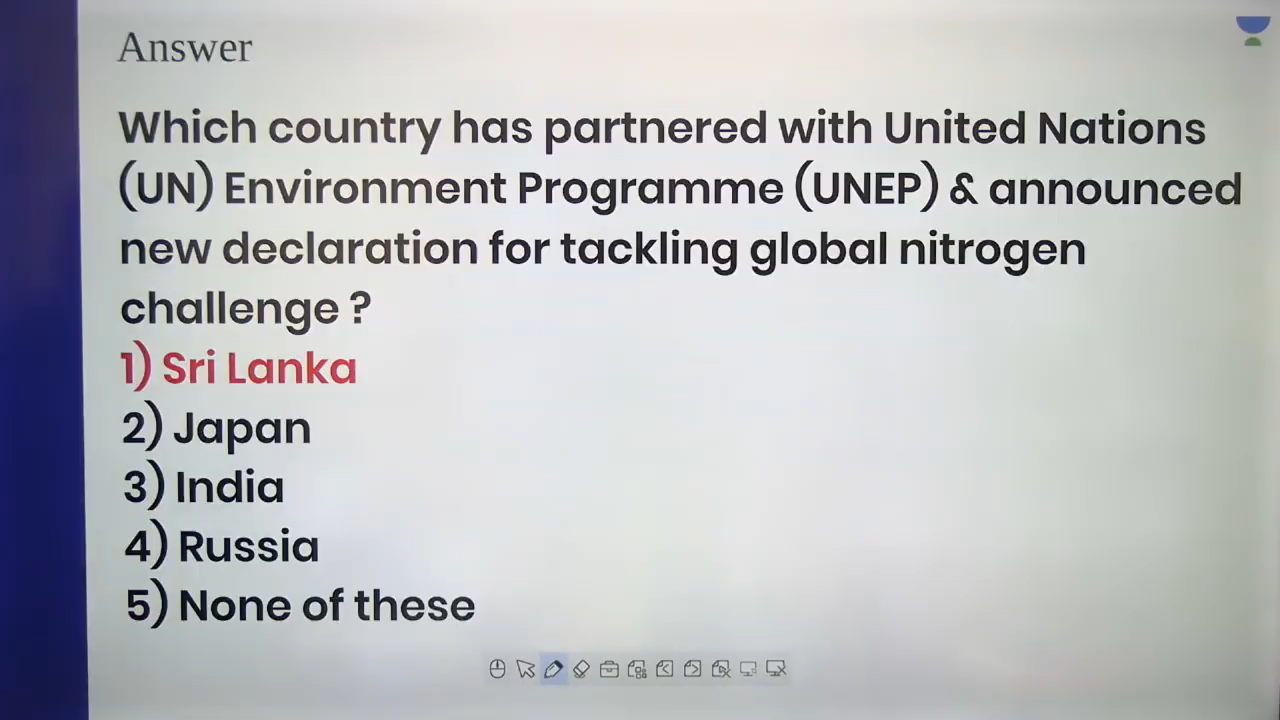 Answer
Which country has partnered with United Nations
(UN) Environment Programme (UNEP) & announced
new declaration for tackling global nitrogen
challenge ?
1) Sri Lanka
2) Japan
3) India
4) Russia
5) None of these